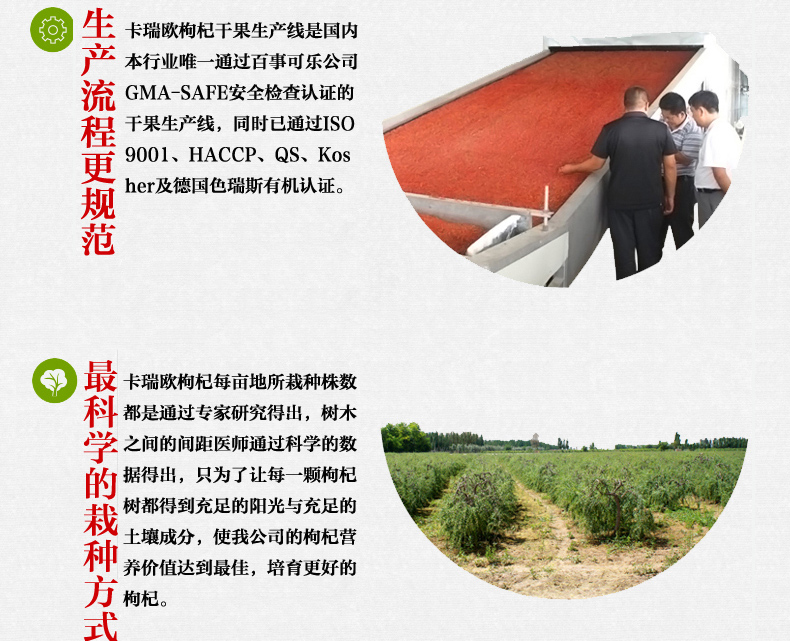 生产流程更规范
卡瑞欧枸杞干果生产线是国内
本行业唯一通过百事可乐公司
GMA-SAFE安全检查认证的
干果生产线，同时已通过ISO
9001、HACCP、QS、Kos
her及德国色瑞斯有机认证。
最科学的栽种方式
卡瑞欧枸杞每亩地所栽种株数
都是通过专家研究得出，树木
之间的间距医师通过科学的数
据得出，只为了让每一颗枸杞
树都得到充足的阳光与充足的
土壤成分，使我公司的枸杞营
养价值达到最佳，培育更好的
枸杞。